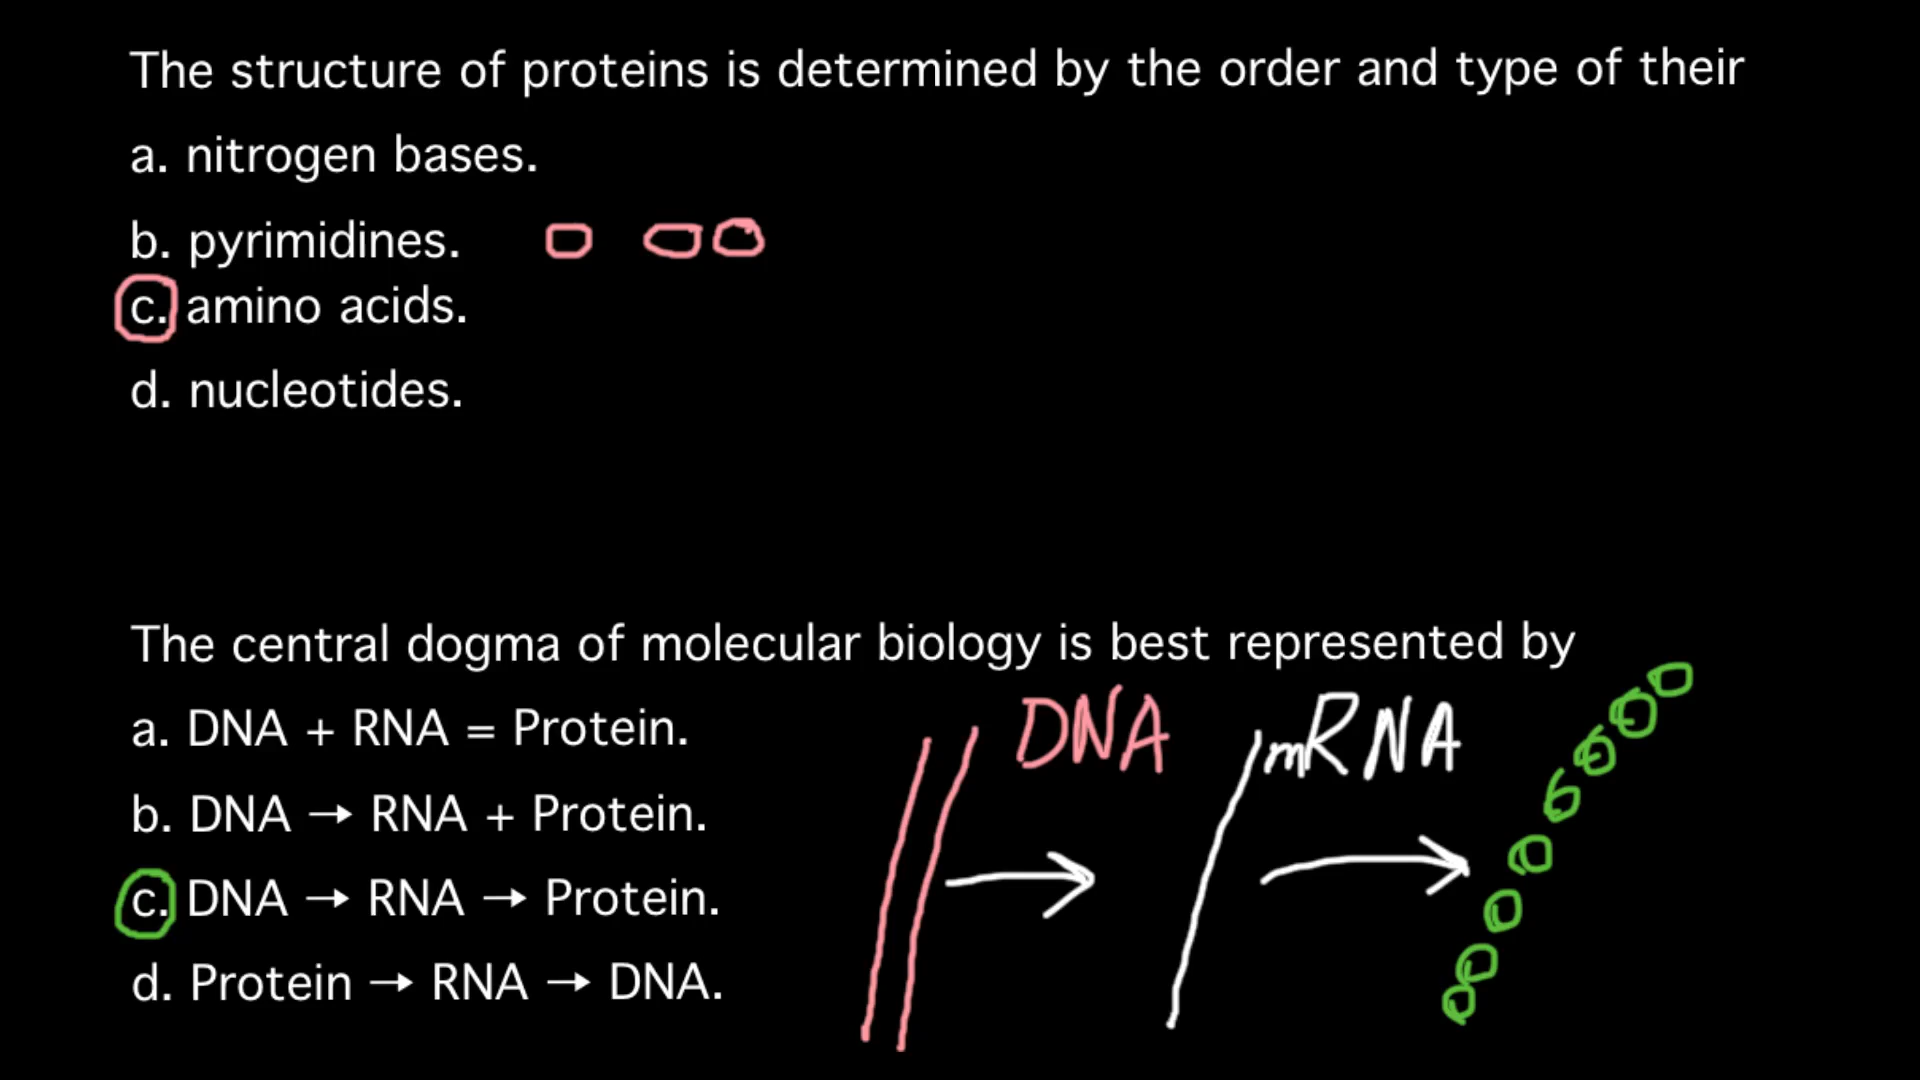 The structure of proteins is determined by the order and type of their
a. nitrogen bases.
b. pyrimidines.
c. amino acids.
d. nucleotides.
The central dogma of molecular biology is best represented by
a. DNA + RNA = Protein.
b. DNA → RNA + Protein.
c. DNA → RNA → Protein.
d. Protein → RNA → DNA.
DNA
mRNA